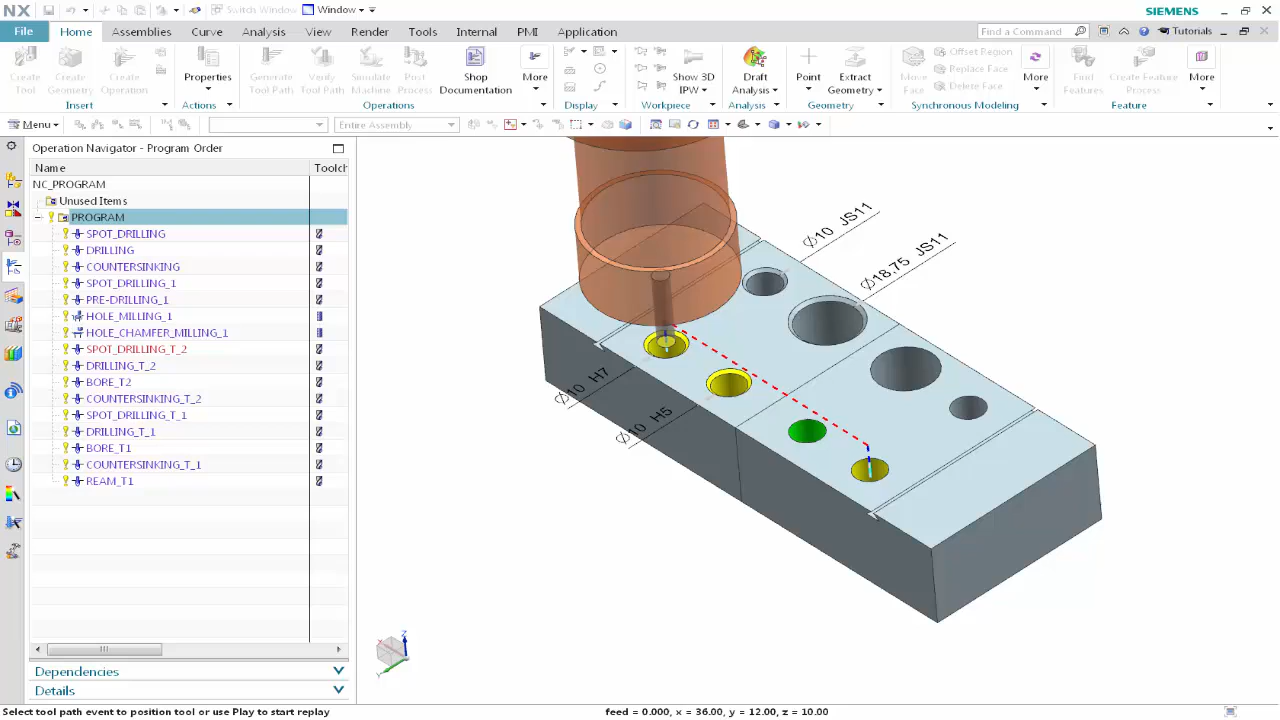 NX
Switch Window
Window
SIEMENS
File
Home
Assemblies
Curve
Analysis
View
Render
Tools
Internal
PMI
Application
Find a Command
Tutorials
Create Tool
Create Geometry
Create Operation
Properties
Generate Tool Path
Verify Tool Path
Simulate Machine
Post Process
Shop Documentation
More
Show 3D IPW
Draft Analysis
Point
Extract Geometry
Move Face
Offset Region
Replace Face
Delete Face
More
Find Features
Create Feature Process
More
Insert
Actions
Operations
Display
Workpiece
Analysis
Geometry
Synchronous Modeling
Feature
Menu
Entire Assembly
Operation Navigator - Program Order
Name
Toolch
NC_PROGRAM
Unused Items
PROGRAM
SPOT_DRILLING
DRILLING
COUNTERSINKING
SPOT_DRILLING_1
PRE-DRILLING_1
HOLE_MILLING_1
HOLE_CHAMFER_MILLING_1
SPOT_DRILLING_T_2
DRILLING_T_2
BORE_T2
COUNTERSINKING_T_2
SPOT_DRILLING_T_1
DRILLING_T_1
BORE_T1
COUNTERSINKING_T_1
REAM_T1
Dependencies
Details
Ø10 JS11
Ø18,75 JS11
Ø10 H7
Ø10 H5
Z
X
Y
Select tool path event to position tool or use Play to start replay
feed = 0.000, x = 36.00, y = 12.00, z = 10.00